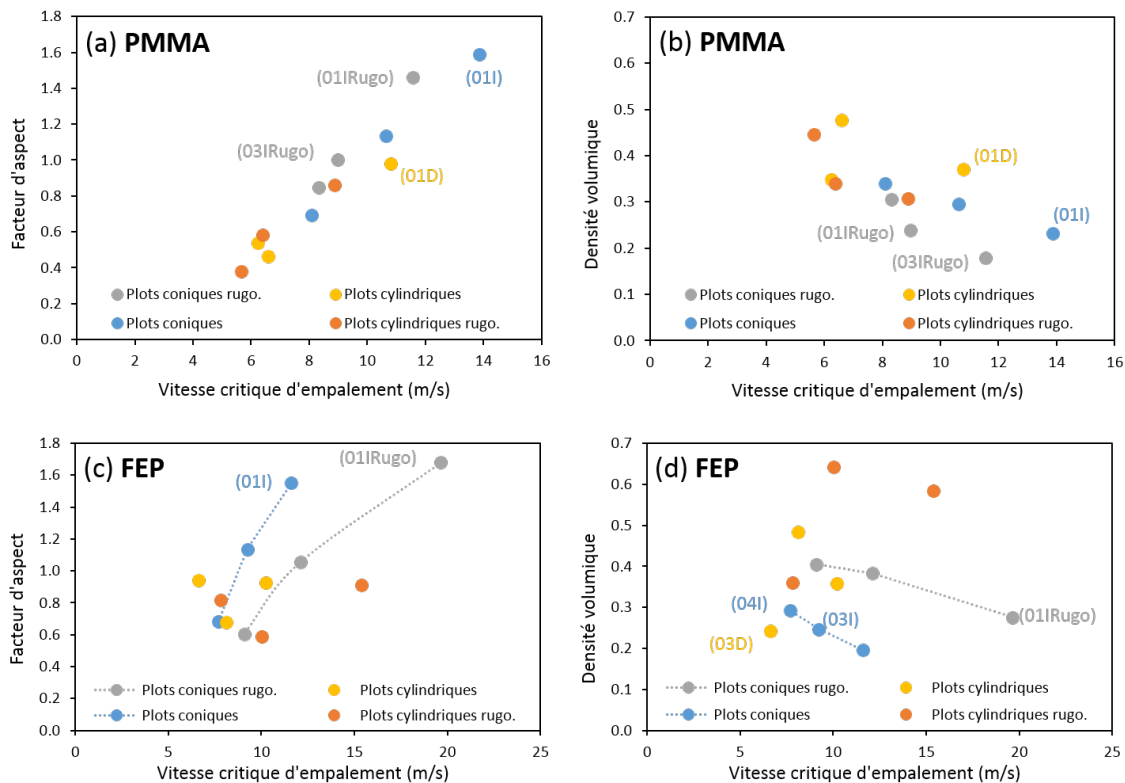 (a) PMMA
Facteur d'aspect
1.8
1.6
1.4
1.2
1.0
0.8
0.6
0.4
0.2
0.0
(01IRugo)
(01I)
(03IRugo)
(01D)
Plots coniques rugo.
Plots cylindriques
Plots coniques
Plots cylindriques rugo.
0 2 4 6 8 10 12 14 16
Vitesse critique d'empalement (m/s)
(b) PMMA
Densité volumique
0.7
0.6
0.5
0.4
0.3
0.2
0.1
0.0
(01D)
(01I)
(01IRugo)
(03IRugo)
Plots coniques rugo.
Plots cylindriques
Plots coniques
Plots cylindriques rugo.
0 2 4 6 8 10 12 14 16
Vitesse critique d'empalement (m/s)
(c) FEP
Facteur d'aspect
1.8
1.6
1.4
1.2
1.0
0.8
0.6
0.4
0.2
0.0
(01IRugo)
(01I)
Plots coniques rugo.
Plots cylindriques
Plots coniques
Plots cylindriques rugo.
0 5 10 15 20 25
Vitesse critique d'empalement (m/s)
(d) FEP
Densité volumique
0.7
0.6
0.5
0.4
0.3
0.2
0.1
0.0
(04I)
(03I)
(01IRugo)
(03D)
Plots coniques rugo.
Plots cylindriques
Plots coniques
Plots cylindriques rugo.
0 5 10 15 20 25
Vitesse critique d'empalement (m/s)